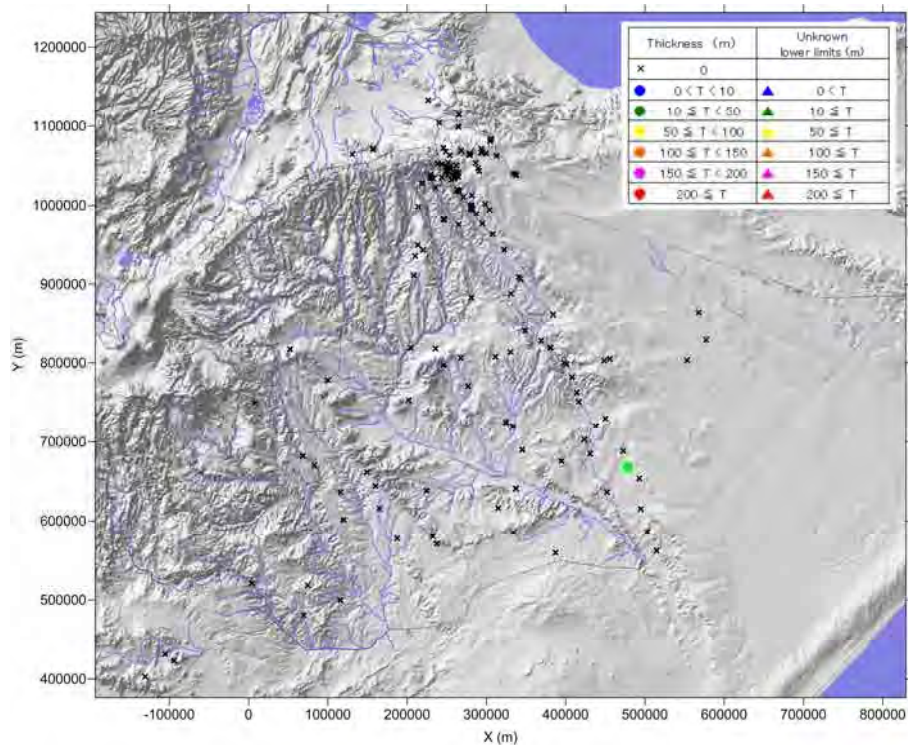 Thickness (m) Unknown lower limits (m)
× 0
0 < T < 10 0 < T
10 ≦ T < 50 10 ≦ T
50 ≦ T < 100 50 ≦ T
100 ≦ T < 150 100 ≦ T
150 ≦ T < 200 150 ≦ T
200 ≦ T 200 ≦ T
1200000
1100000
1000000
900000
800000
700000
600000
500000
400000
Y (m)
-100000 0 100000 200000 300000 400000 500000 600000 700000 800000
X (m)